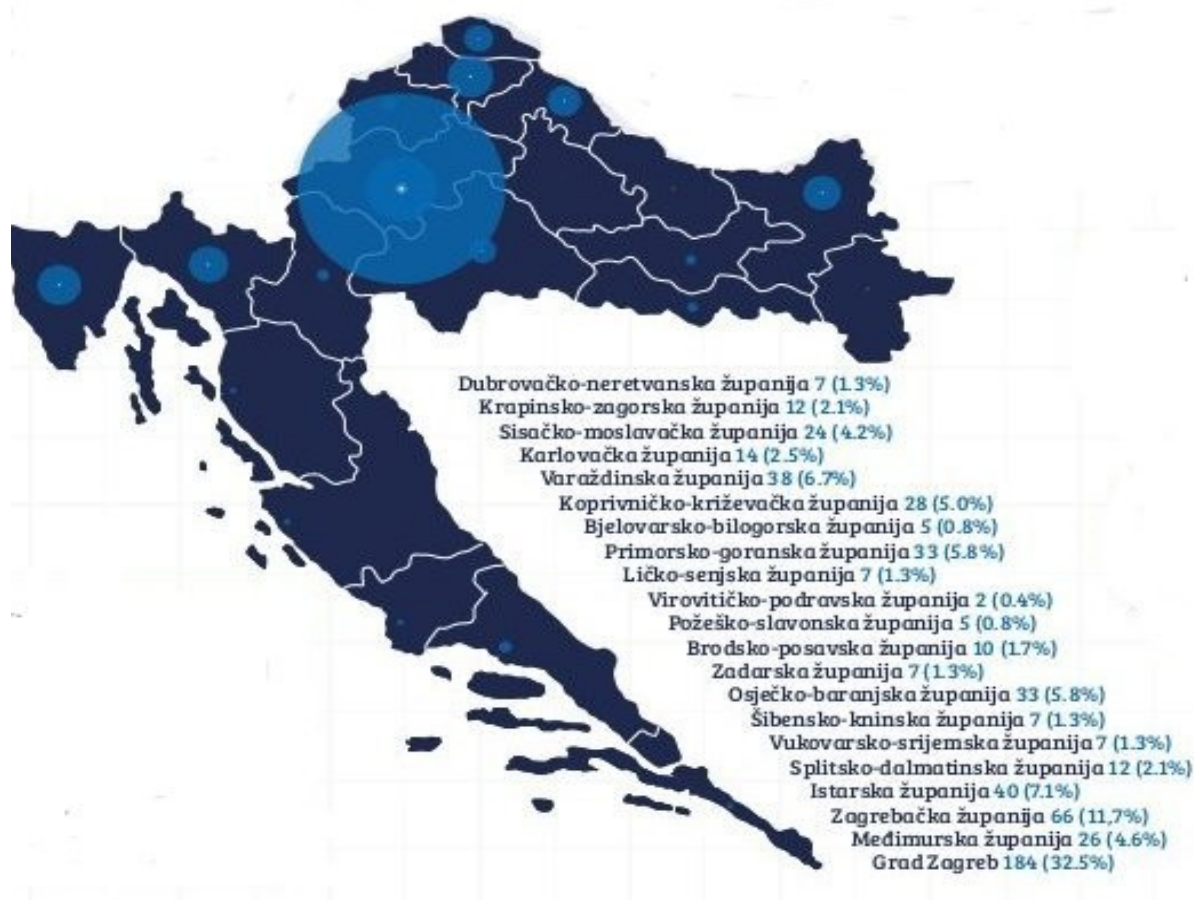 Dubrovačko-neretvanska županija 7 (1.3%)
Krapinsko-zagorska županija 12 (2.1%)
Sisačko-moslavačka županija 24 (4.2%)
Karlovačka županija 14 (2.5%)
Varaždinska županija 38 (6.7%)
Koprivničko-križevačka županija 28 (5.0%)
Bjelovarsko-bilogorska županija 5 (0.8%)
Primorsko-goranska županija 33 (5.8%)
Ličko-senjska županija 7 (1.3%)
Virovitičko-podravska županija 2 (0.4%)
Požeško-slavonska županija 5 (0.8%)
Brodsko-posavska županija 10 (1.7%)
Zadarska županija 7 (1.3%)
Osječko-baranjska županija 33 (5.8%)
Šibensko-kninska županija 7 (1.3%)
Vukovarsko-srijemska županija 7 (1.3%)
Splitsko-dalmatinska županija 12 (2.1%)
Istarska županija 40 (7.1%)
Zagrebačka županija 66 (11,7%)
Međimurska županija 26 (4.6%)
Grad Zagreb 184 (32.5%)